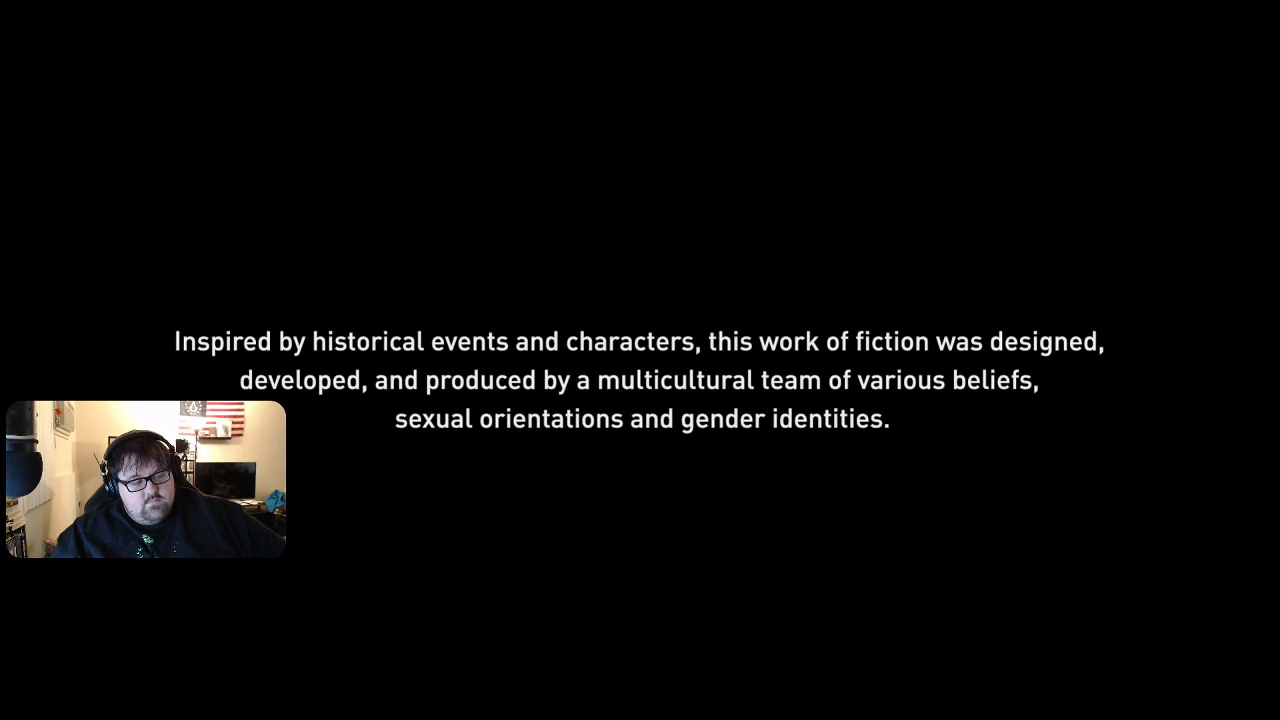 Inspired by historical events and characters, this work of fiction was designed,
developed, and produced by a multicultural team of various beliefs,
sexual orientations and gender identities.